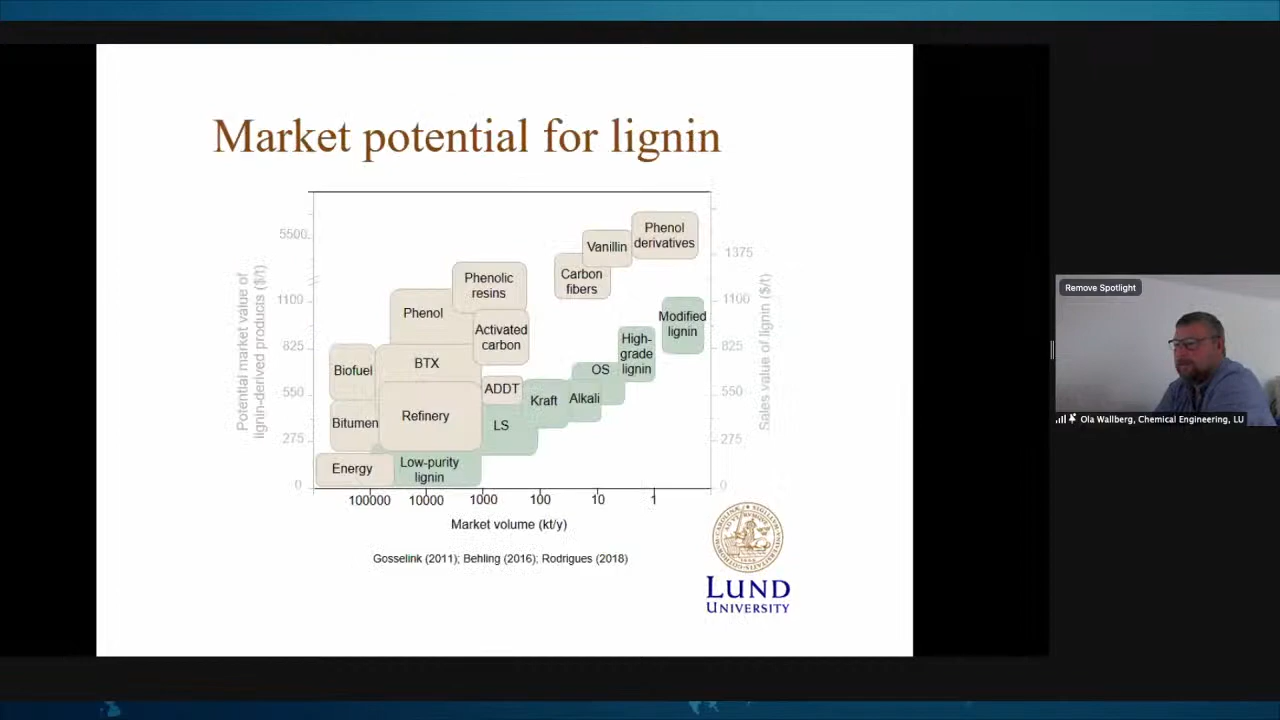 Market potential for lignin
Potential market value of
lignin-derived products ($/t)
5500
1100
825
550
275
0
Phenol
derivatives
Vanillin
Carbon
fibers
Phenolic
resins
Phenol
Activated
carbon
Modified
lignin
High-
grade
lignin
BTX
Biofuel
OS
ADDT
Kraft
Alkali
Refinery
Bitumen
LS
Energy
Low-purity
lignin
1375
1100
825
550
275
0
Sales value of lignin ($/t)
100000
10000
1000
100
10
1
Market volume (kt/y)
Gosselink (2011); Behling (2016); Rodrigues (2018)
LUND
UNIVERSITY
Remove Spotlight
Ola Wallberg, Chemical Engineering, LU